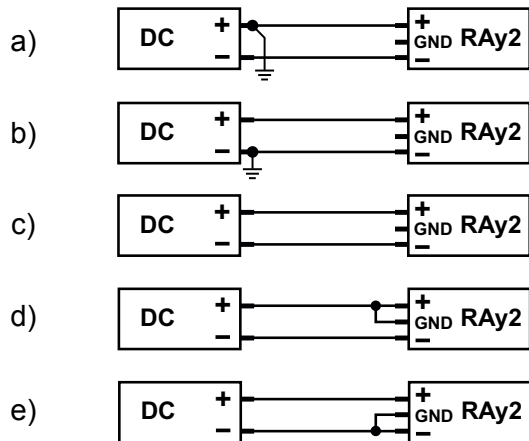 a) DC + − + GND − RAy2
b) DC + − + GND − RAy2
c) DC + − + GND − RAy2
d) DC + − + GND − RAy2
e) DC + − + GND − RAy2